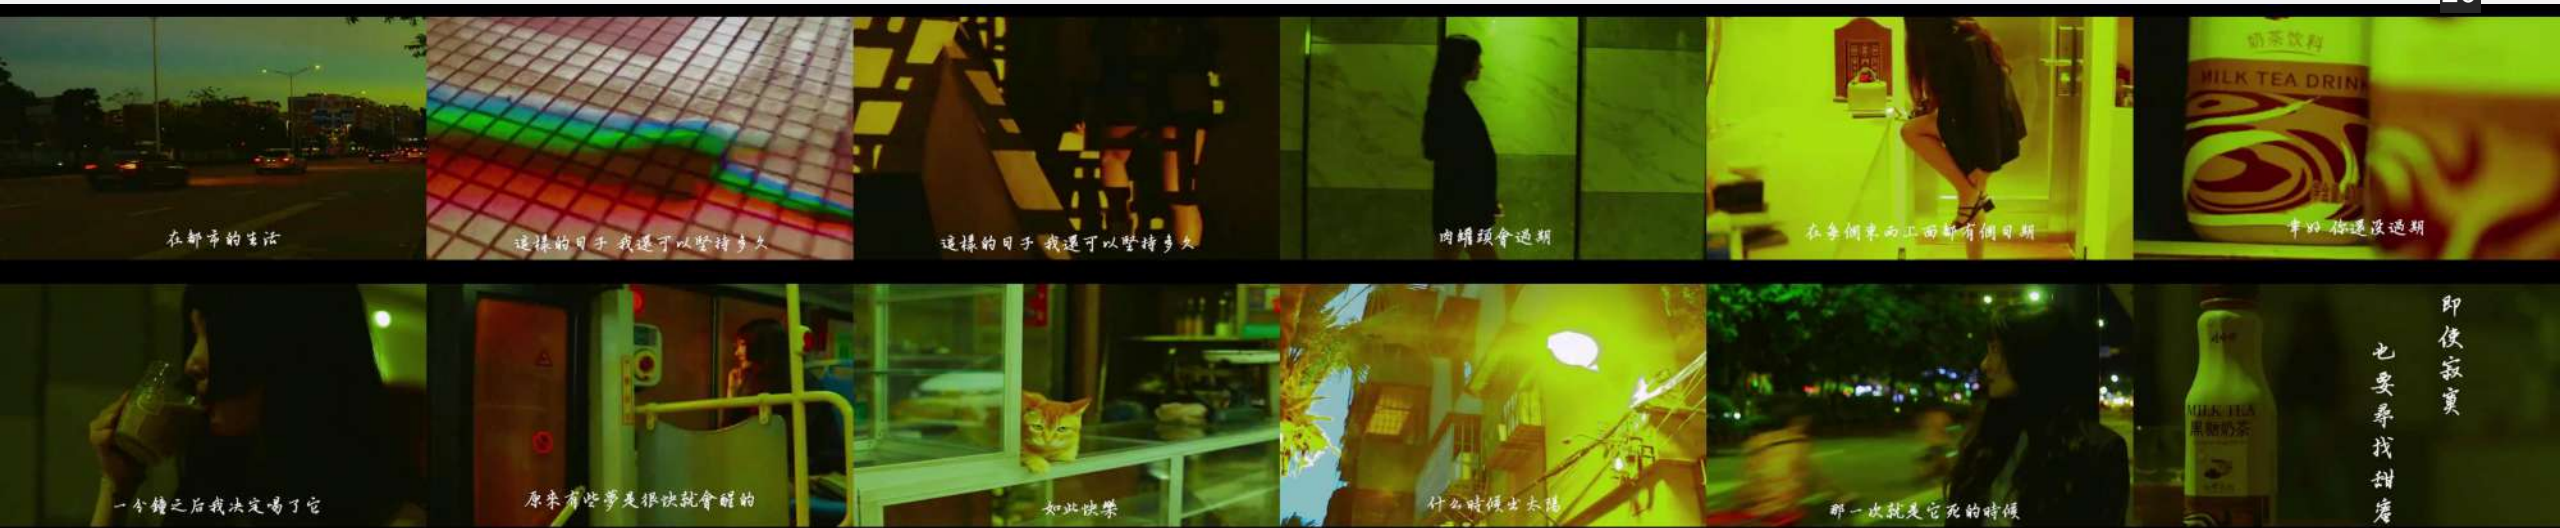 在都市的生活
這樣的日子 我還可以堅持多久
這樣的日子 我還可以堅持多久
肉罐頭會過期
在每個東西上面都有個日期
奶茶饮料
MILK TEA DRINK
幸好 你還沒過期
一分鐘之后我决定喝了它
原來有些夢是很快就會醒的
如此快樂
什么時候出太陽
那一次就是它死的時候
MILK TEA
黑糖奶茶
即使寂寞
也要尋找甜蜜